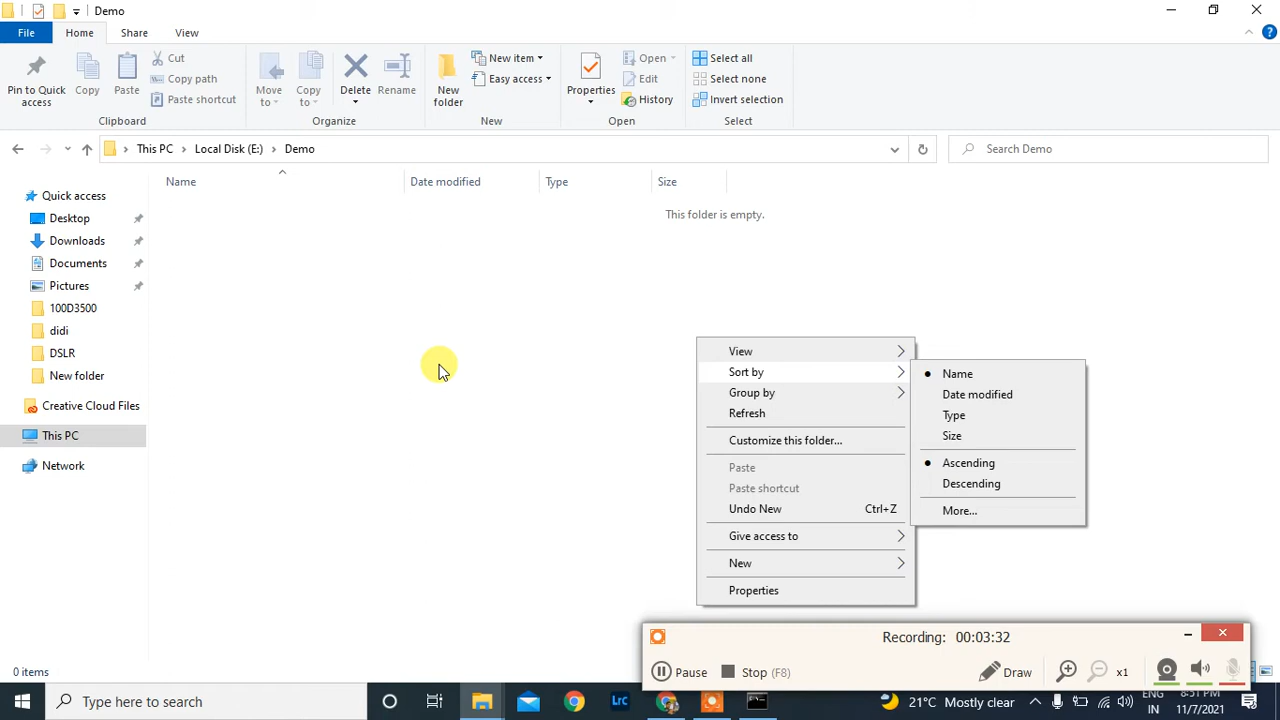 Demo
File
Home
Share
View
Pin to Quick access
Copy
Paste
Cut
Copy path
Paste shortcut
Clipboard
Move to
Copy to
Delete
Rename
Organize
New folder
New item
Easy access
New
Properties
Open
Edit
History
Open
Select all
Select none
Invert selection
Select
This PC
Local Disk (E:)
Demo
Search Demo
Name
Date modified
Type
Size
This folder is empty.
Quick access
Desktop
Downloads
Documents
Pictures
100D3500
didi
DSLR
New folder
Creative Cloud Files
This PC
Network
View
Sort by
Group by
Refresh
Customize this folder...
Paste
Paste shortcut
Undo New Ctrl+Z
Give access to
New
Properties
Name
Date modified
Type
Size
Ascending
Descending
More...
Recording: 00:03:32
Pause
Stop (F8)
Draw
x1
0 items
Type here to search
Lrc
21°C Mostly clear
ENG
IN
8:51 PM
11/7/2021